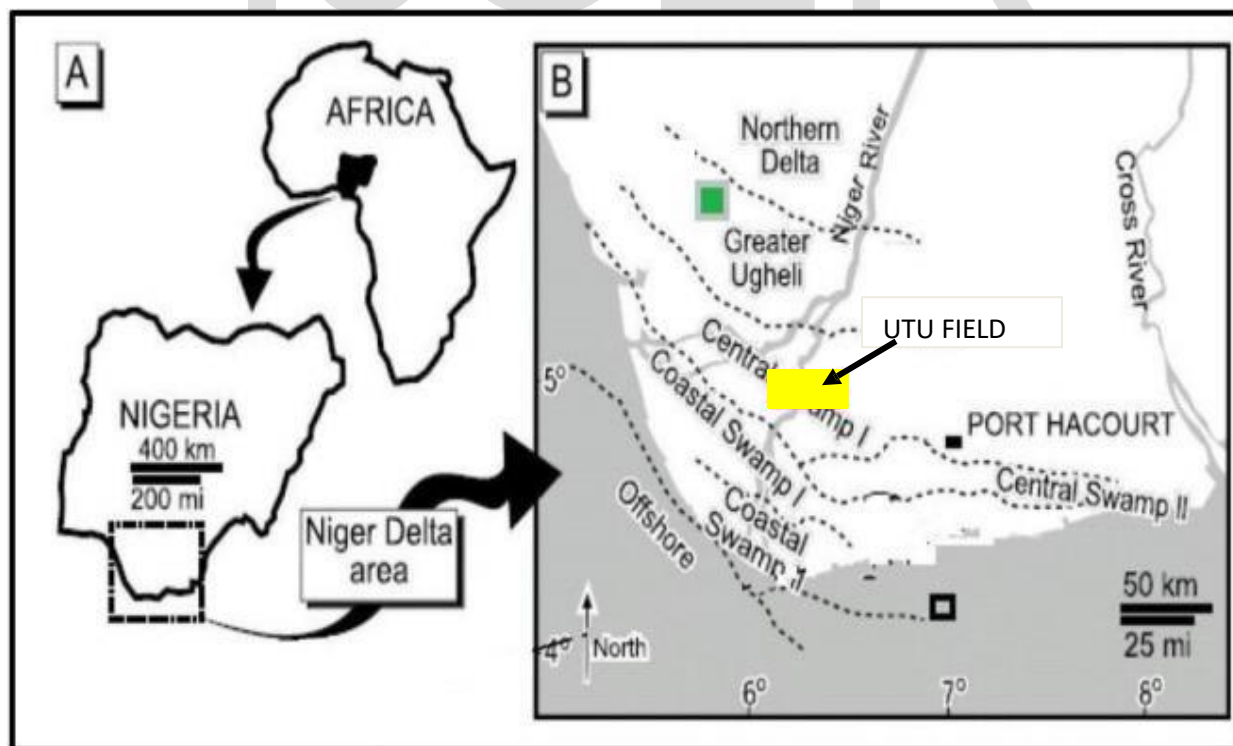 A
AFRICA
NIGERIA
400 km
200 mi
Niger Delta
area
B
Northern
Delta
Niger River
Cross River
Greater
Ugheli
UTU FIELD
Central
amp I
PORT HACOURT
Central Swamp II
Coastal Swamp I
Coastal
Swamp II
Offshore
5°
4°
North
50 km
25 mi
6°
7°
8°